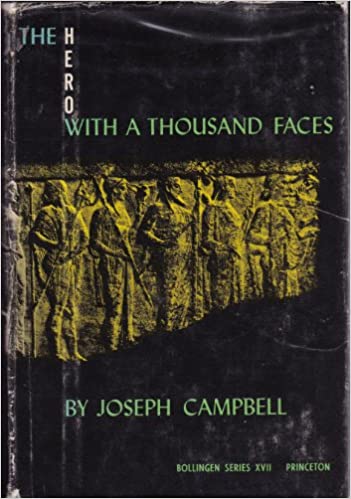 THE HERO
WITH A THOUSAND FACES
BY JOSEPH CAMPBELL
BOLLINGEN SERIES XVII PRINCETON